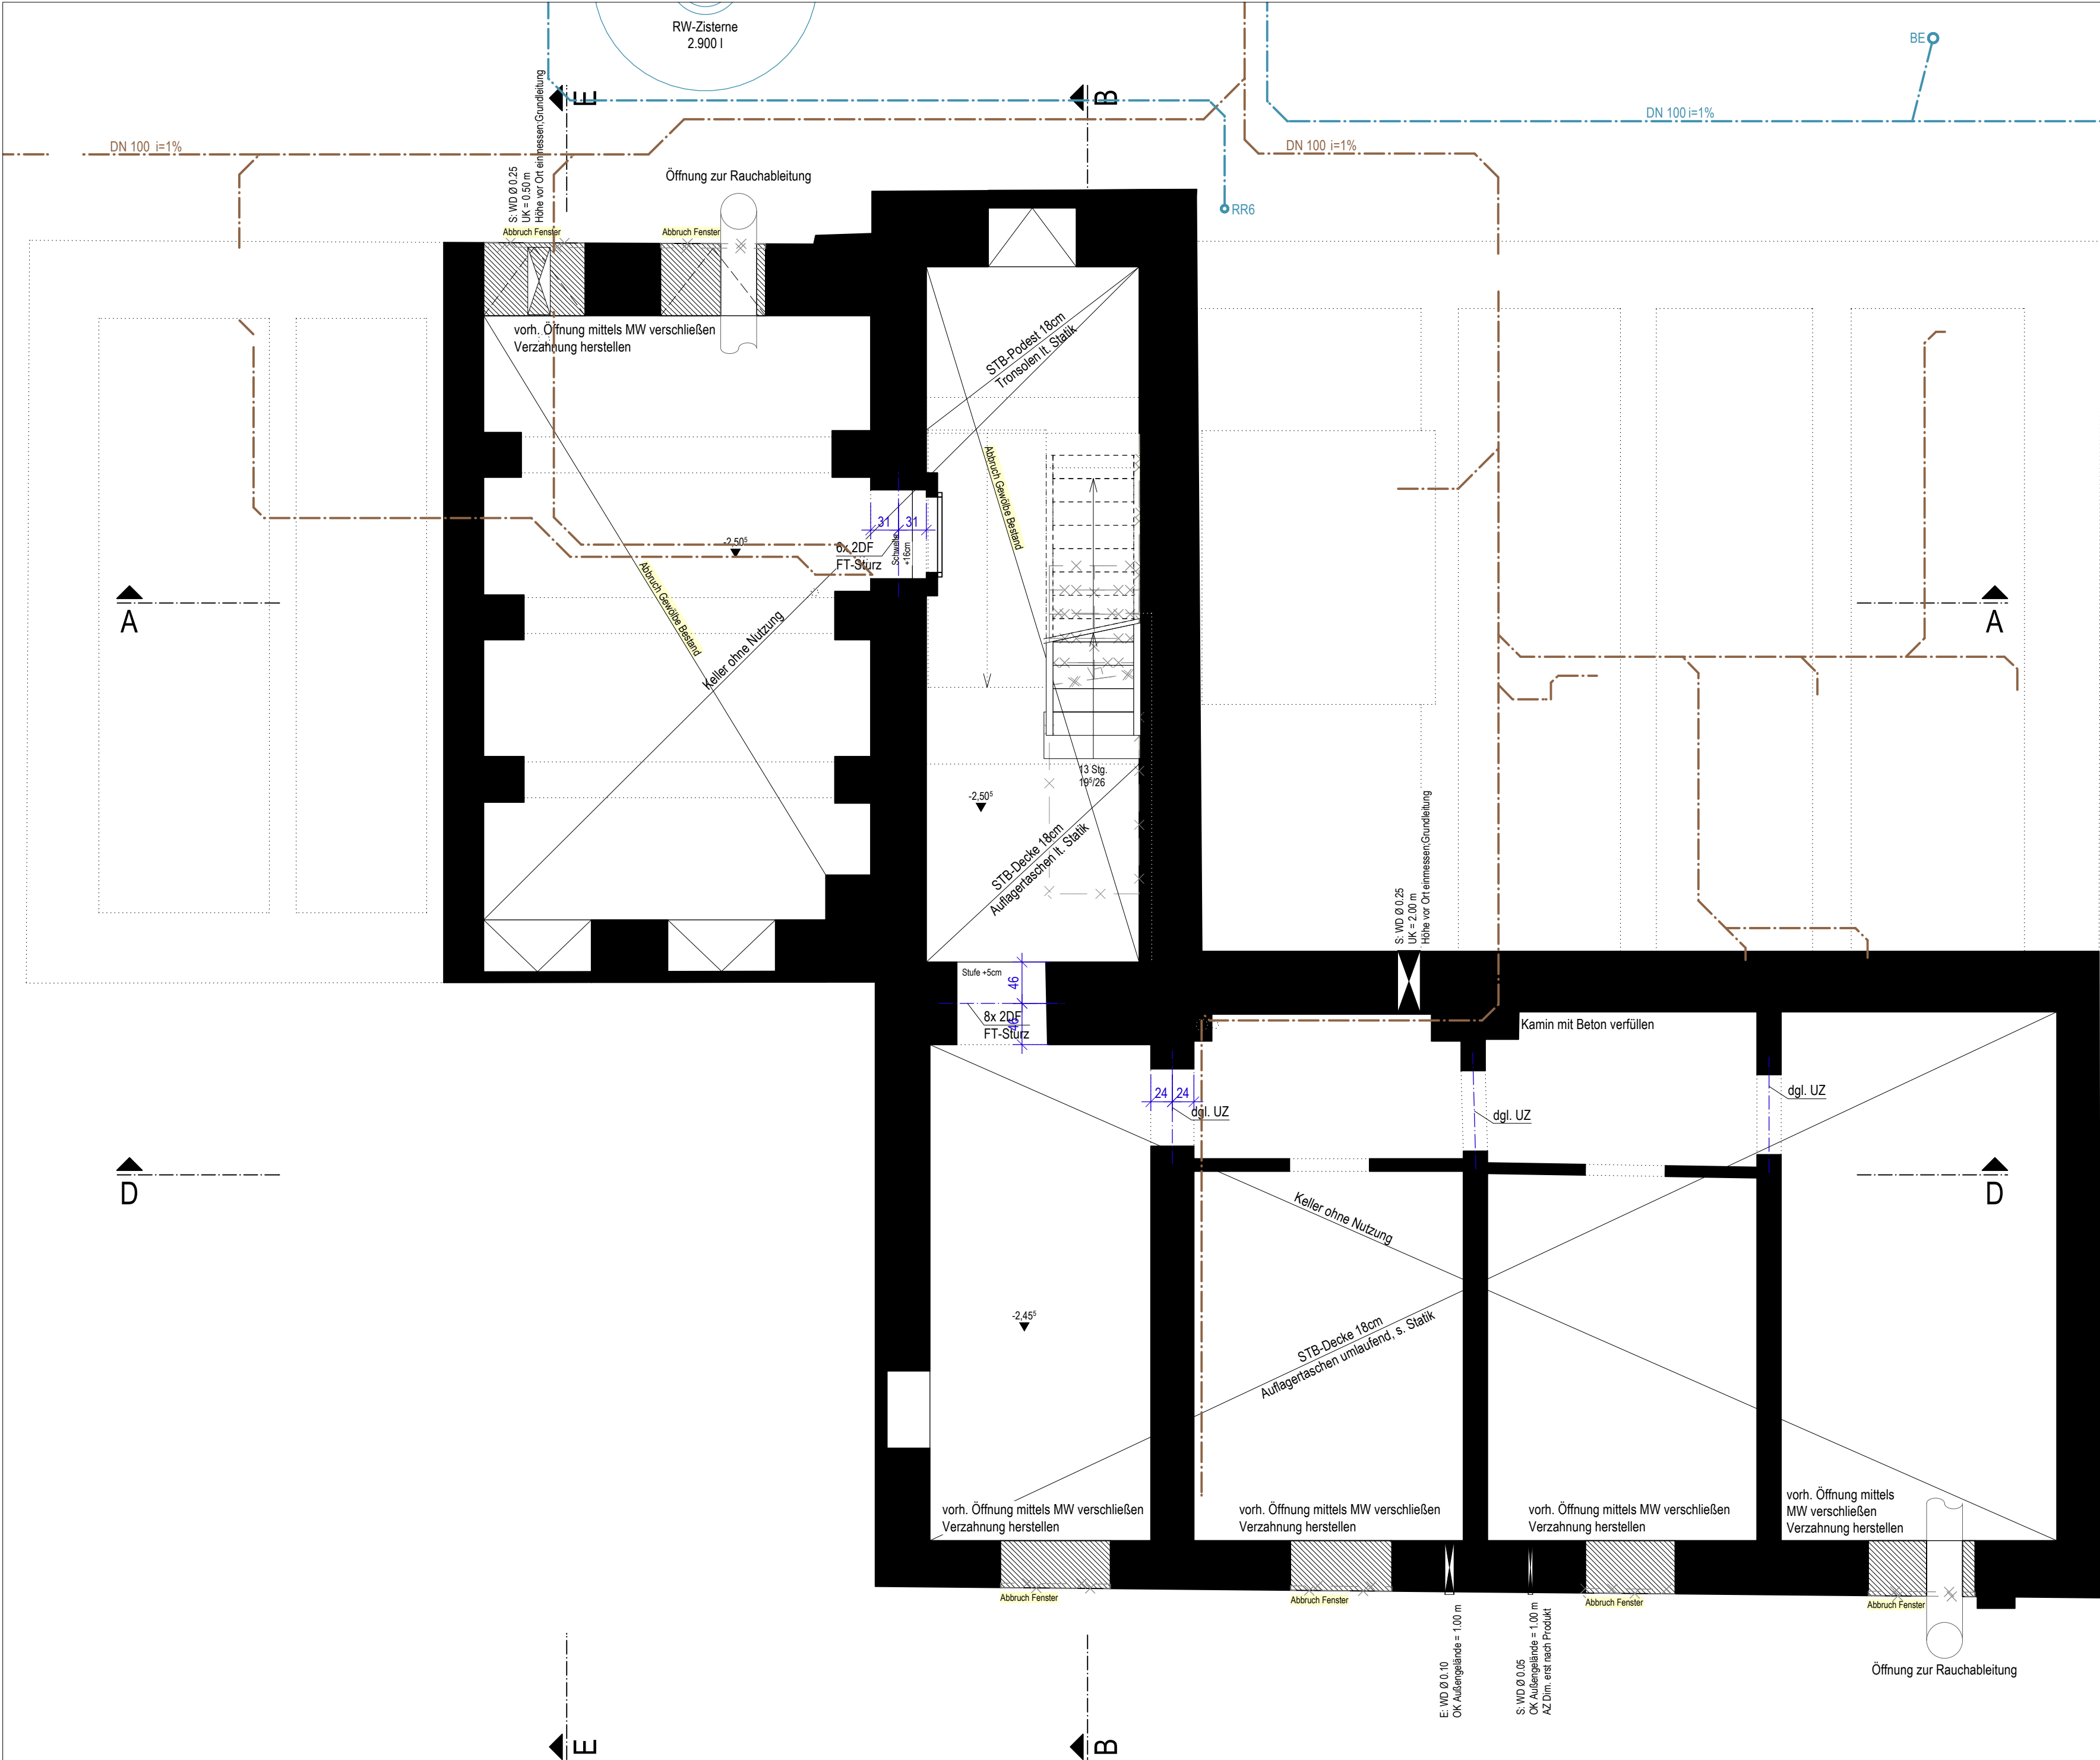 RW-Zisterne
2.900 l
BE
E
B
DN 100 i=1%
DN 100 i=1%
DN 100 i=1%
S: WD Ø 0.25
UK = 0.50 m
Höhe vor Ort einmessen;Grundleitung
Öffnung zur Rauchableitung
RR6
Abbruch Fenster
Abbruch Fenster
vorh. Öffnung mittels MW verschließen
Verzahnung herstellen
STB-Podest 18cm
Tronsolen lt. Statik
Abbruch Gewölbe Bestand
31
31
-2,50⁵
6x 2DF
FT-Sturz
Schwelle
+16cm
Abbruch Gewölbe Bestand
Keller ohne Nutzung
A
A
13 Stg.
19⁵/26
-2,50⁵
STB-Decke 18cm
Auflagertaschen lt. Statik
S: WD Ø 0.25
UK = 2.00 m
Höhe vor Ort einmessen;Grundleitung
Stufe +5cm
46
8x 2DF
46
FT-Sturz
Kamin mit Beton verfüllen
24
24
dgl. UZ
dgl. UZ
dgl. UZ
D
D
Keller ohne Nutzung
-2,45⁵
STB-Decke 18cm
Auflagertaschen umlaufend, s. Statik
vorh. Öffnung mittels MW verschließen
Verzahnung herstellen
vorh. Öffnung mittels MW verschließen
Verzahnung herstellen
vorh. Öffnung mittels MW verschließen
Verzahnung herstellen
vorh. Öffnung mittels
MW verschließen
Verzahnung herstellen
Abbruch Fenster
Abbruch Fenster
Abbruch Fenster
Abbruch Fenster
E: WD Ø 0.10
OK Außengelände = 1.00 m
S: WD Ø 0.05
OK Außengelände = 1.00 m
AZ Dim. erst nach Produkt
Öffnung zur Rauchableitung
E
B